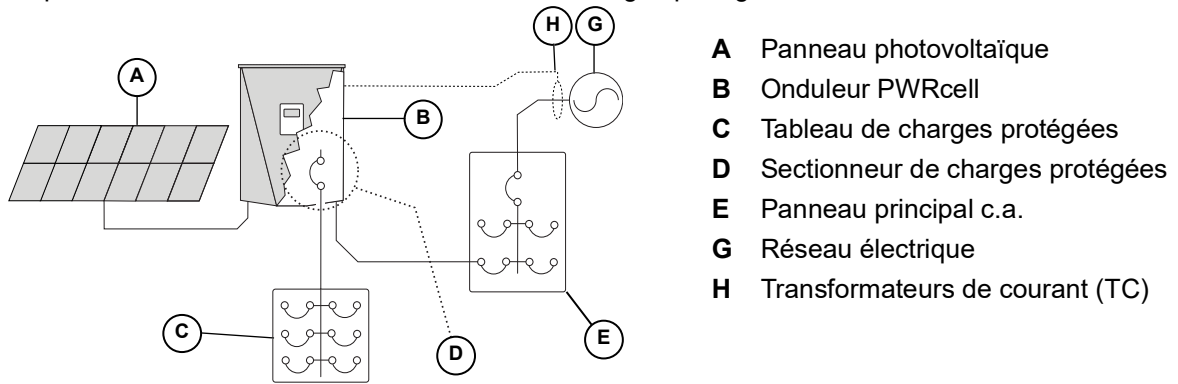 H G
A
B
C
D
E
A Panneau photovoltaïque
B Onduleur PWRcell
C Tableau de charges protégées
D Sectionneur de charges protégées
E Panneau principal c.a.
G Réseau électrique
H Transformateurs de courant (TC)